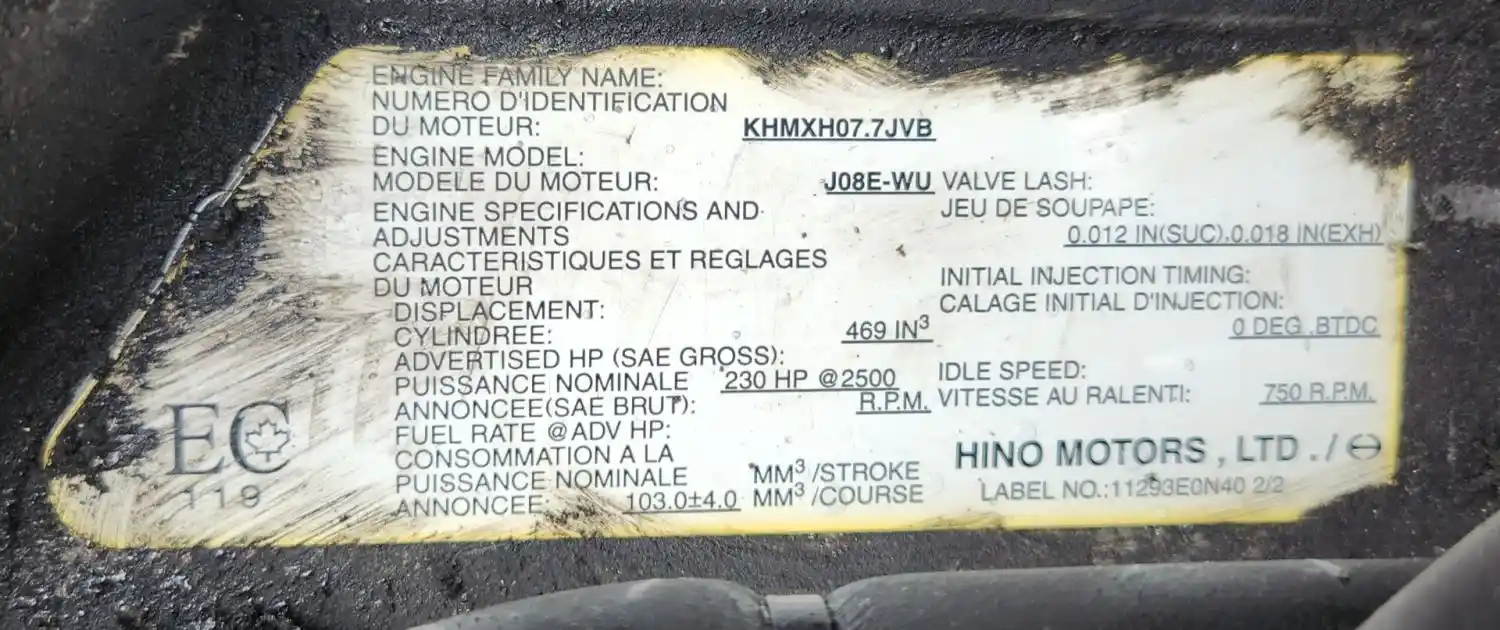 ENGINE FAMILY NAME:
NUMERO D'IDENTIFICATION
DU MOTEUR: KHMXH07.7JVB
ENGINE MODEL:
MODELE DU MOTEUR: J08E-WU
ENGINE SPECIFICATIONS AND
ADJUSTMENTS
CARACTERISTIQUES ET REGLAGES
DU MOTEUR
DISPLACEMENT:
CYLINDREE: 469 IN³
ADVERTISED HP (SAE GROSS):
PUISSANCE NOMINALE 230 HP @2500
ANNONCEE(SAE BRUT): R.P.M.
FUEL RATE @ADV HP:
CONSOMMATION A LA
PUISSANCE NOMINALE MM³/STROKE
ANNONCEE: 103.0±4.0 MM³/COURSE
VALVE LASH:
JEU DE SOUPAPE:
0.012 IN(SUC).0.018 IN(EXH)
INITIAL INJECTION TIMING:
CALAGE INITIAL D'INJECTION:
0 DEG.BTDC
IDLE SPEED:
VITESSE AU RALENTI: 750 R.P.M.
HINO MOTORS, LTD./
LABEL NO.:11293E0N40 2/2
EC
119